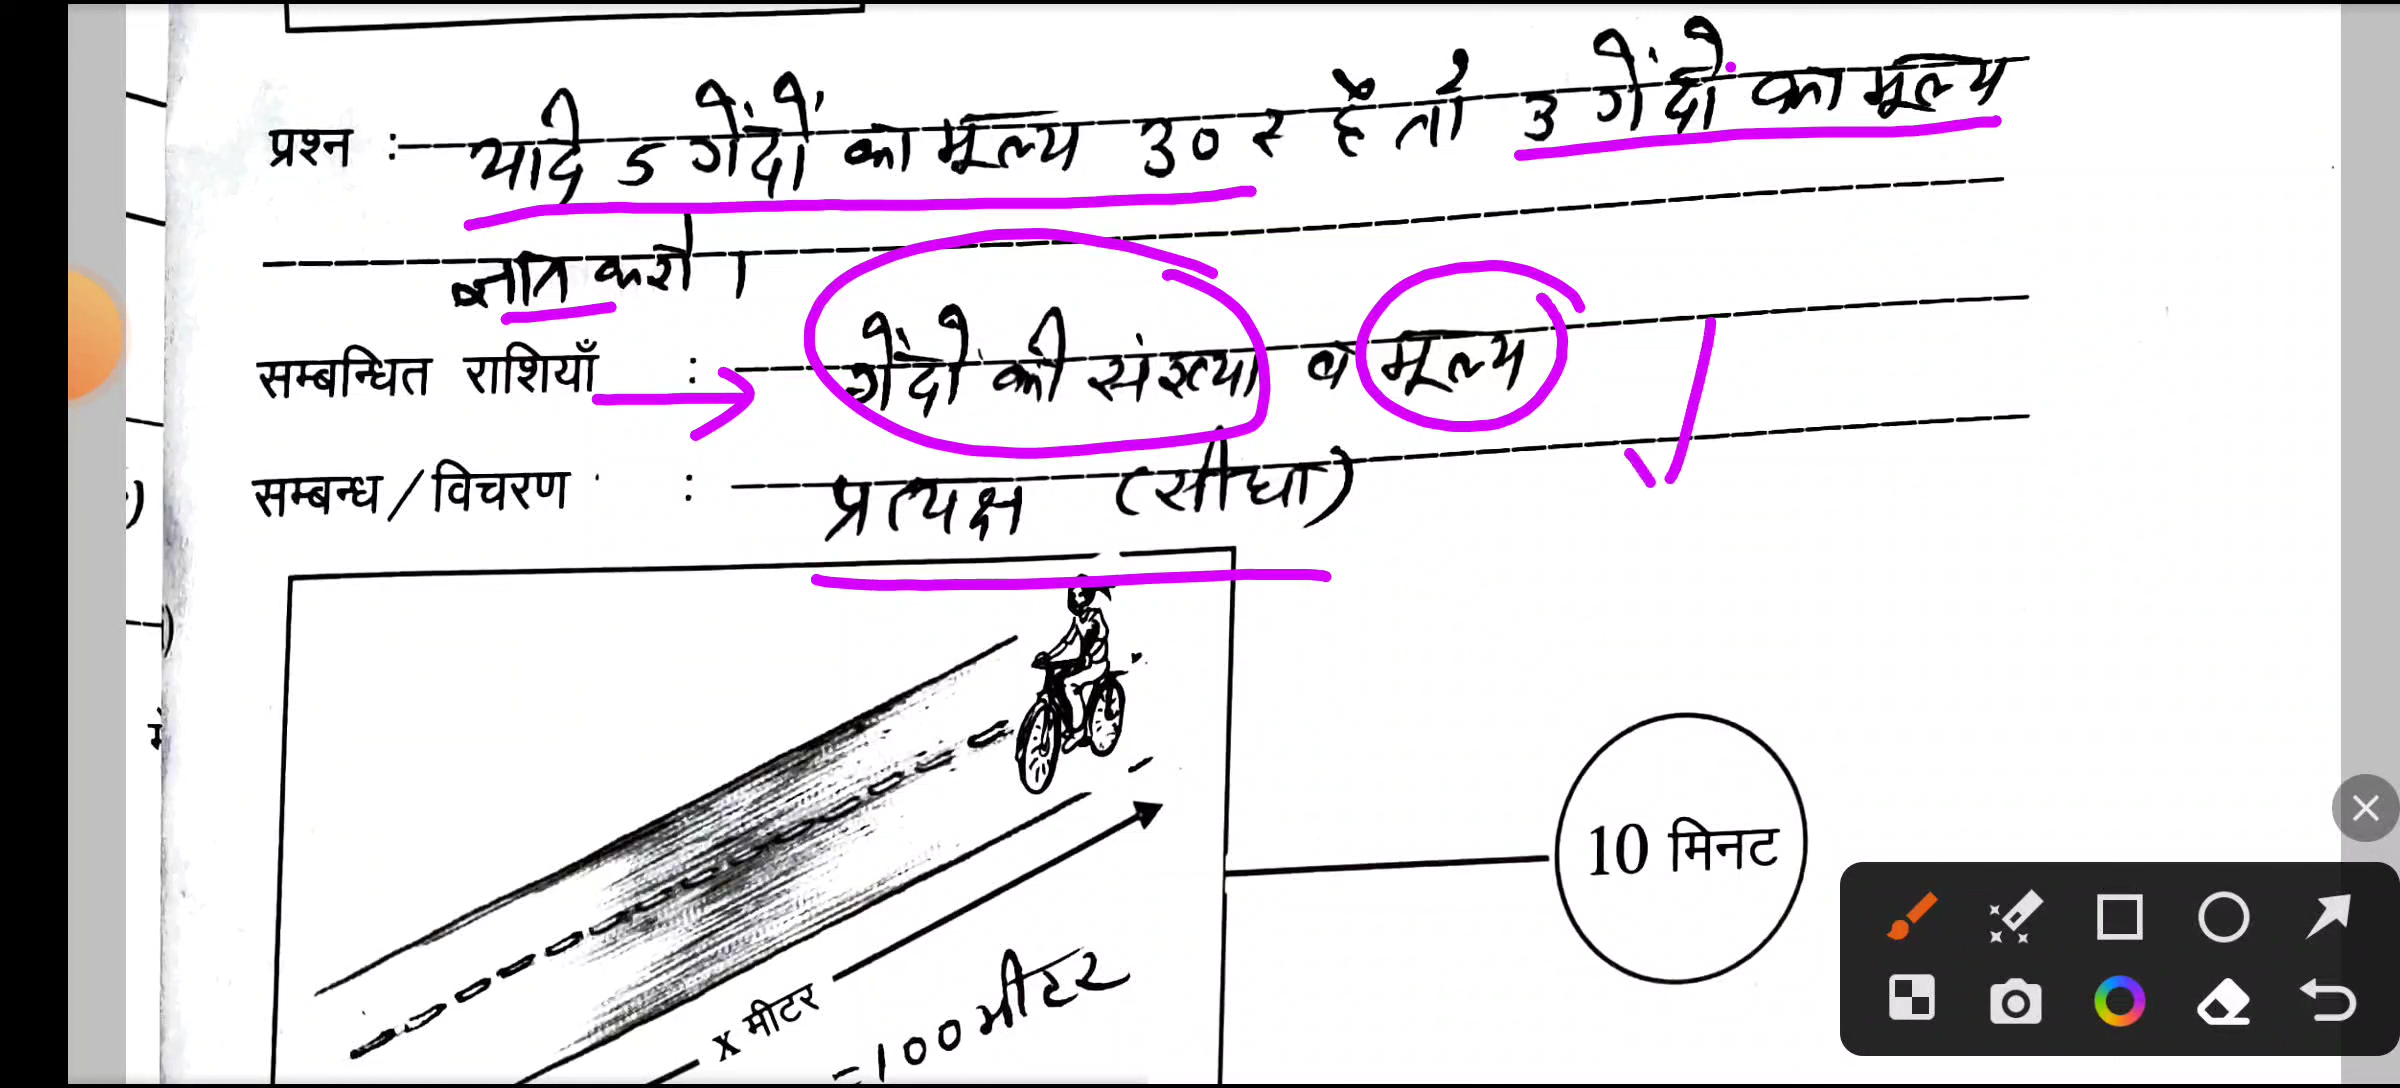 प्रश्न :- यदि 5 गेंदों का मूल्य 30 र है तो 3 गेंदों का मूल्य
ज्ञात करो ।
सम्बन्धित राशियाँ : गेंदों की संख्या व मूल्य
सम्बन्ध / विचरण : प्रत्यक्ष (सीधा)
10 मिनट
x मीटर
=100 मीटर